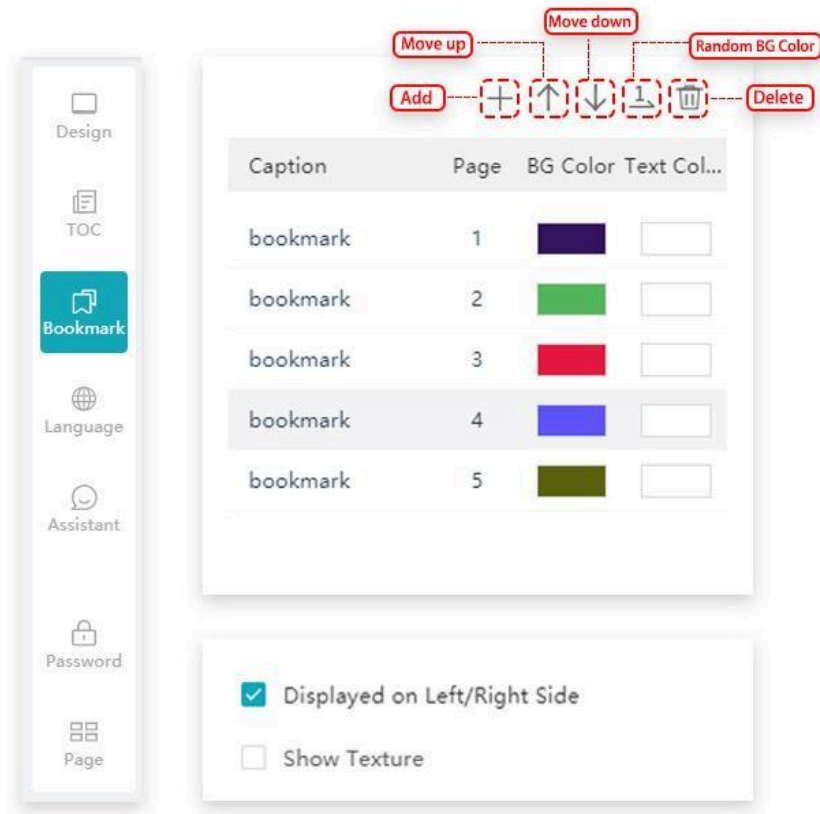 Move down
Move up
Random BG Color
Add
1
Delete
Design
TOC
Bookmark
Language
Assistant
Password
Page
Caption Page BG Color Text Col...
bookmark 1
bookmark 2
bookmark 3
bookmark 4
bookmark 5
Displayed on Left/Right Side
Show Texture